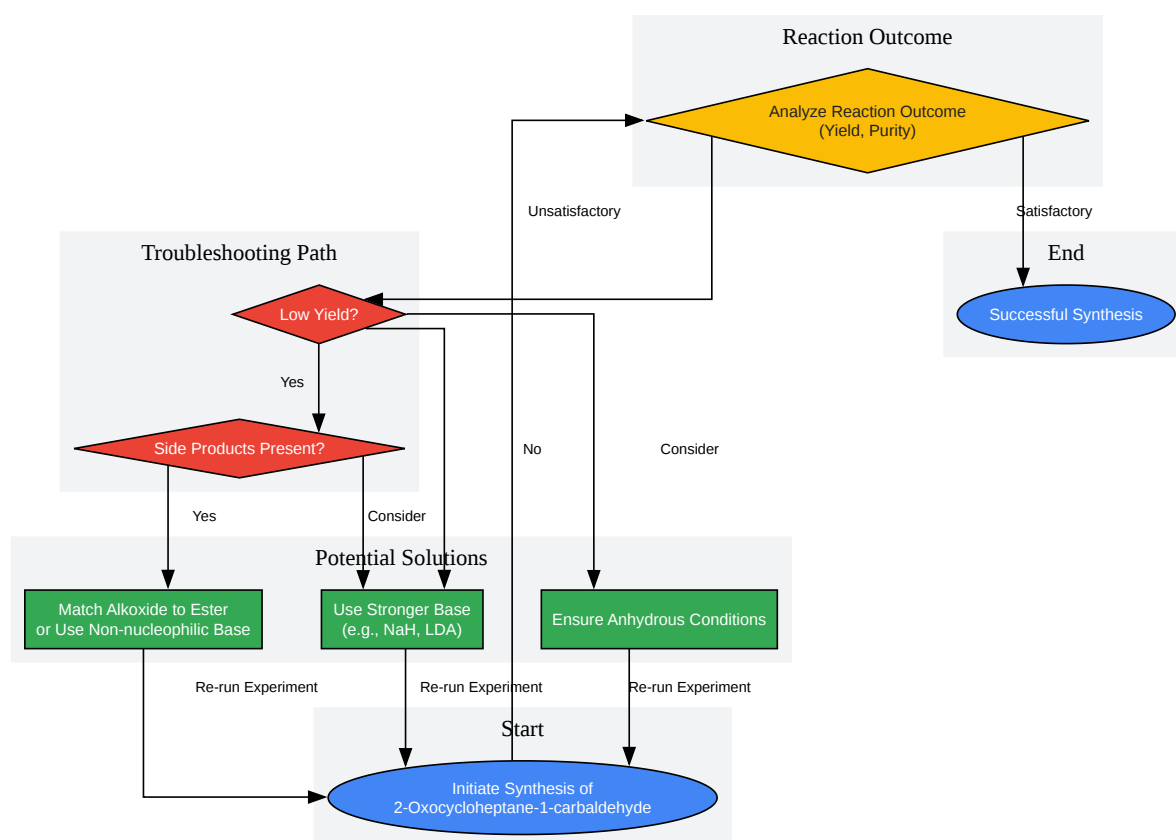 Reaction Outcome
Analyze Reaction Outcome
(Yield, Purity)
Unsatisfactory
Satisfactory
Troubleshooting Path
End
Low Yield?
Successful Synthesis
Yes
Side Products Present?
No
Consider
Yes
Consider
Potential Solutions
Match Alkoxide to Ester
or Use Non-nucleophilic Base
Use Stronger Base
(e.g., NaH, LDA)
Ensure Anhydrous Conditions
Re-run Experiment
Re-run Experiment
Re-run Experiment
Start
Initiate Synthesis of
2-Oxocycloheptane-1-carbaldehyde